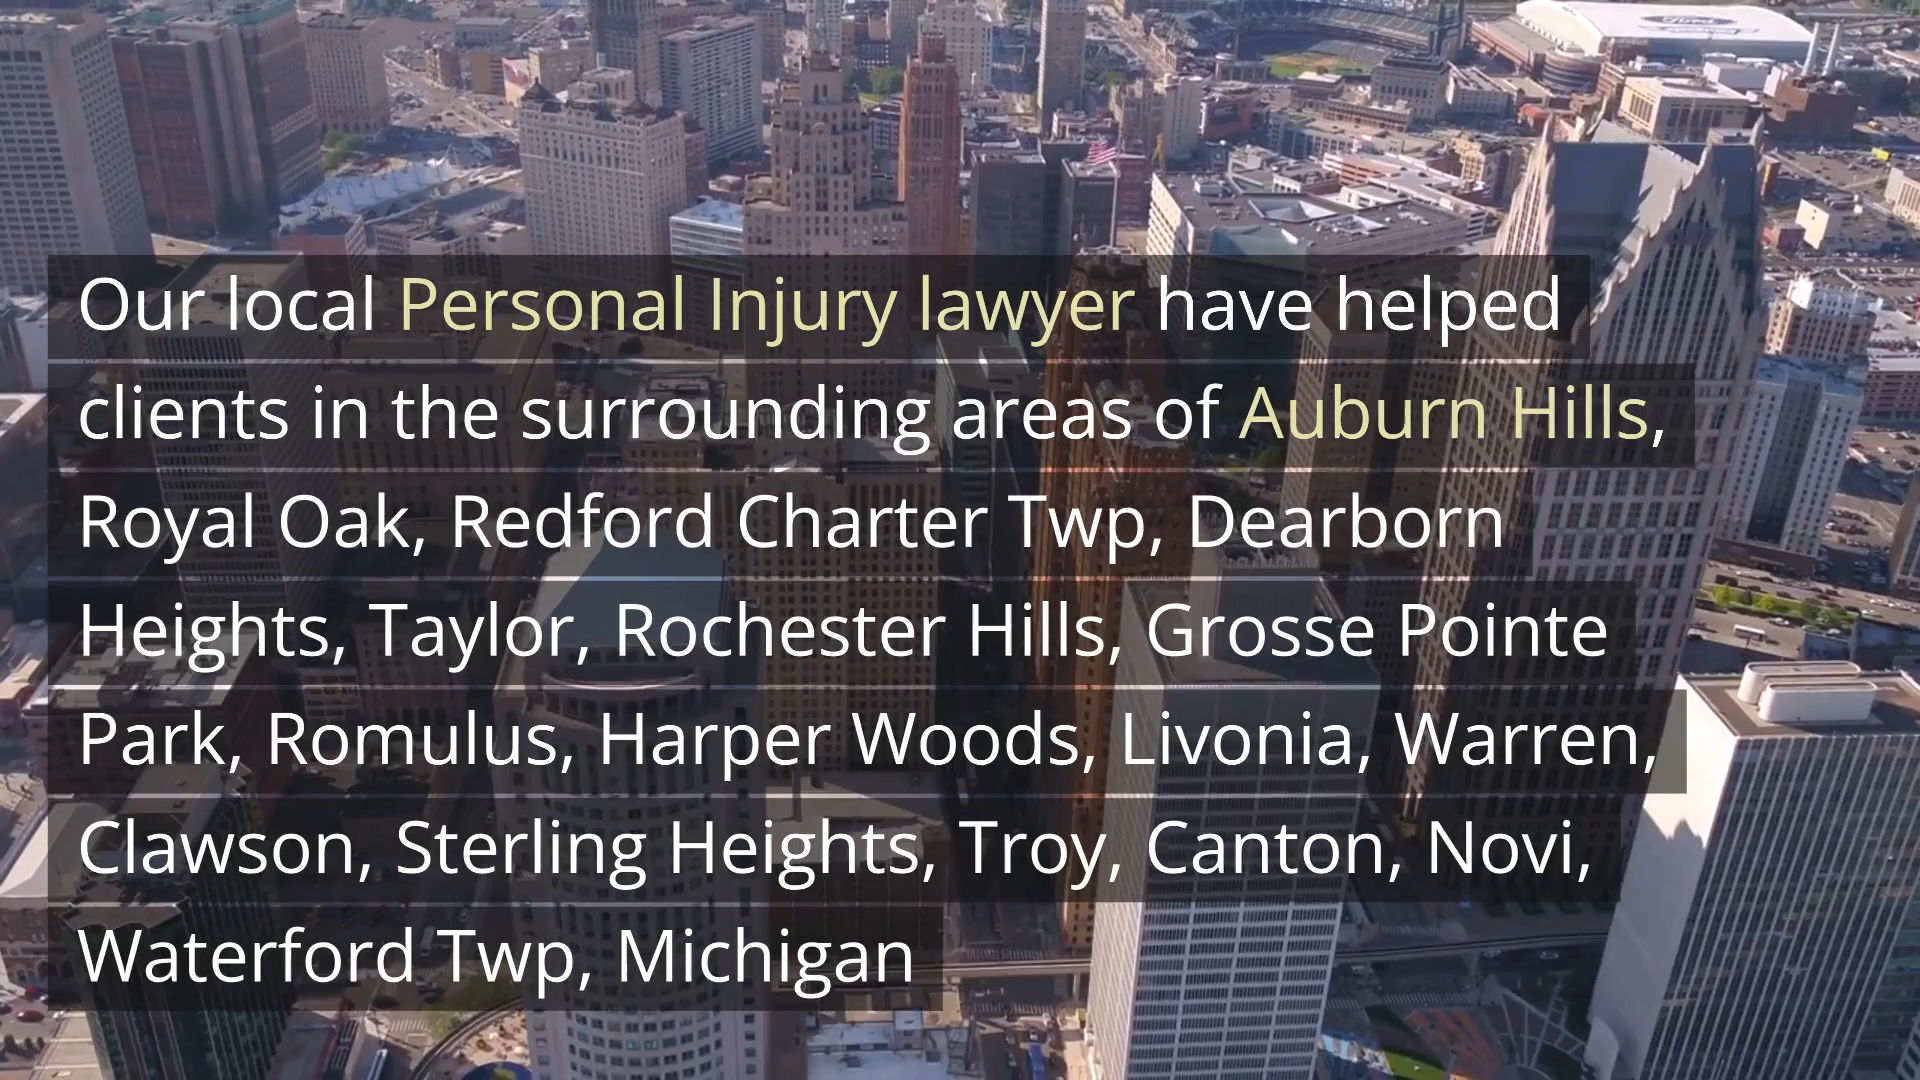 Ford
Our local Personal Injury lawyer have helped
clients in the surrounding areas of Auburn Hills,
Royal Oak, Redford Charter Twp, Dearborn
Heights, Taylor, Rochester Hills, Grosse Pointe
Park, Romulus, Harper Woods, Livonia, Warren,
Clawson, Sterling Heights, Troy, Canton, Novi,
Waterford Twp, Michigan